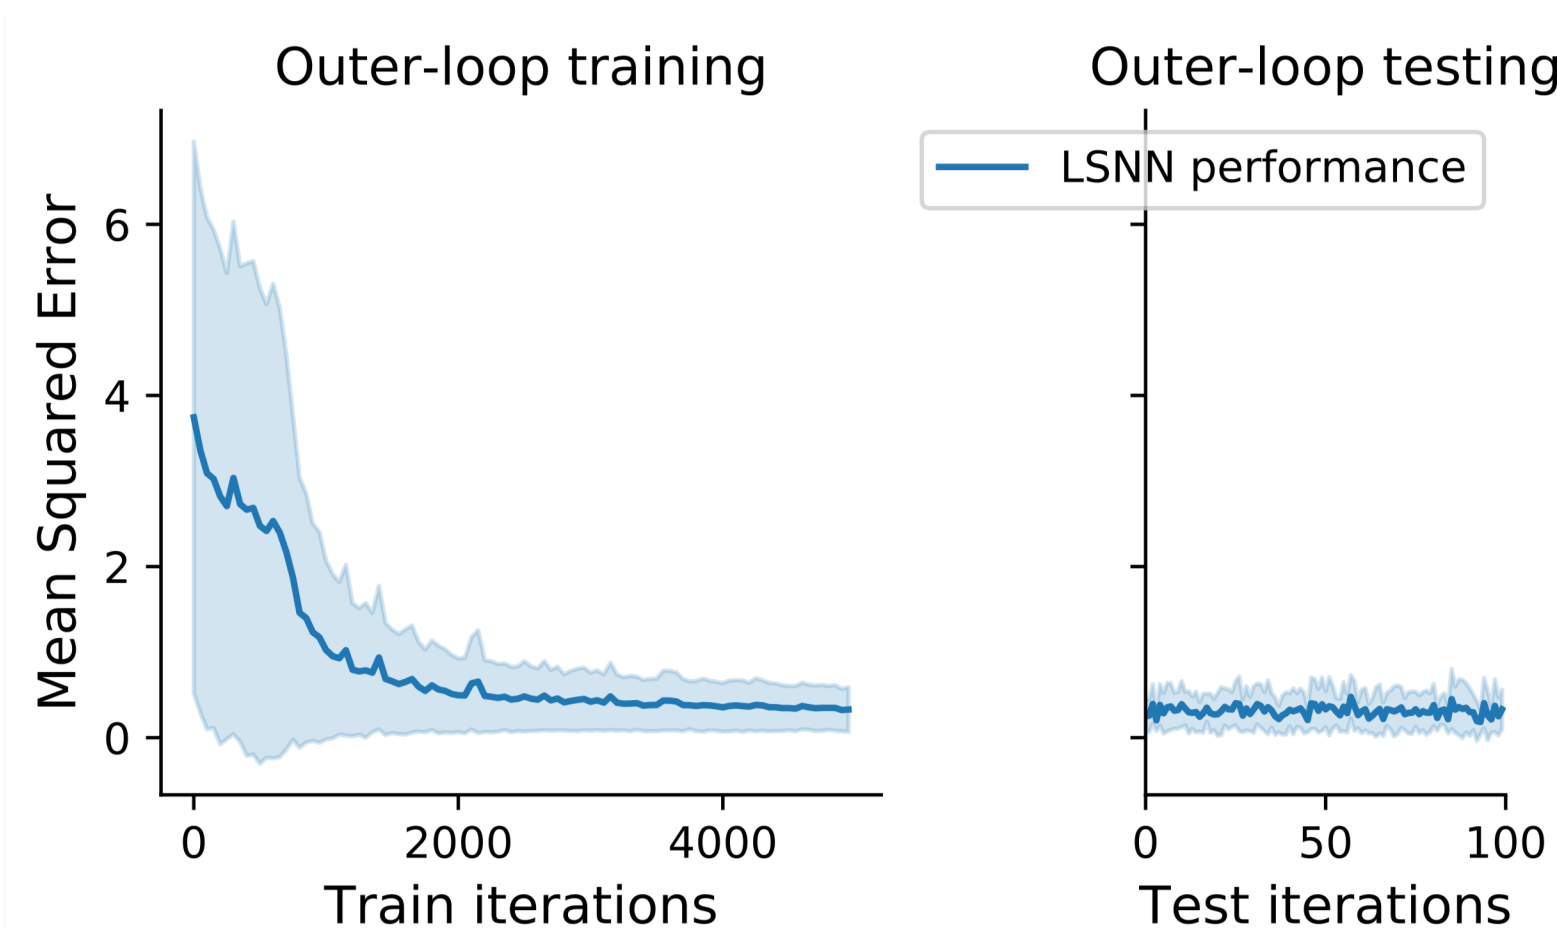 Outer-loop training
Mean Squared Error
6
4
2
0
0 2000 4000
Train iterations
Outer-loop testing
LSNN performance
0 50 100
Test iterations